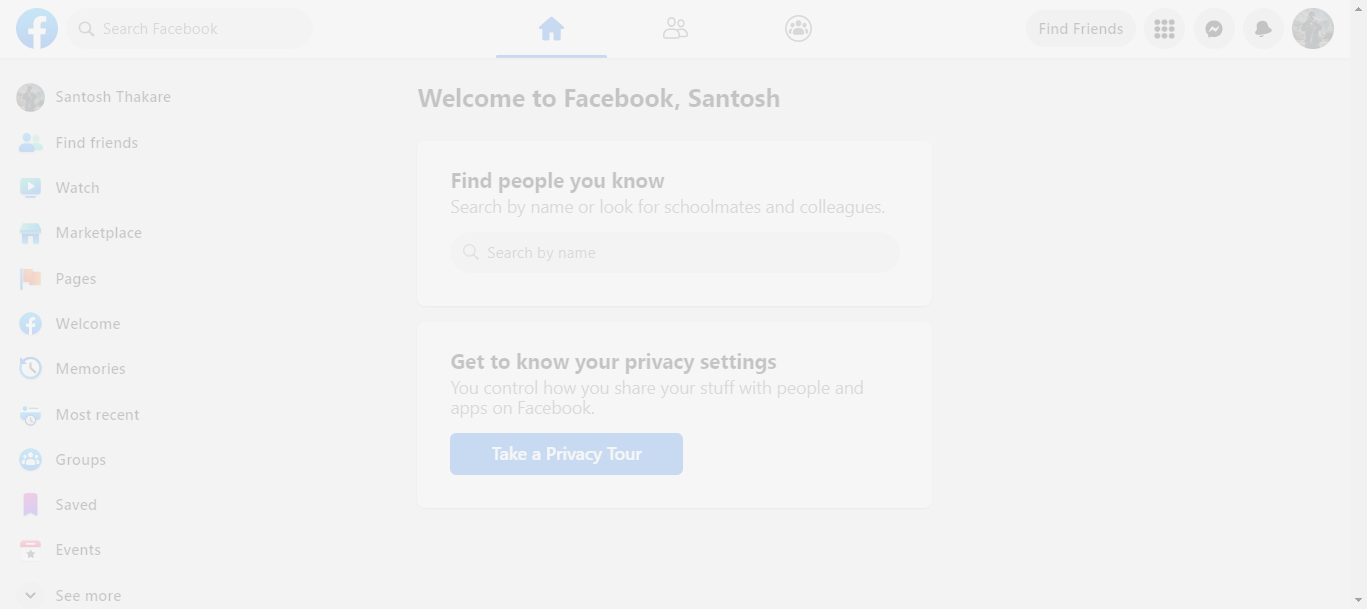 Search Facebook
Find Friends
Santosh Thakare
Find friends
Watch
Marketplace
Pages
Welcome
Memories
Most recent
Groups
Saved
Events
See more
Welcome to Facebook, Santosh
Find people you know
Search by name or look for schoolmates and colleagues.
Search by name
Get to know your privacy settings
You control how you share your stuff with people and
apps on Facebook.
Take a Privacy Tour